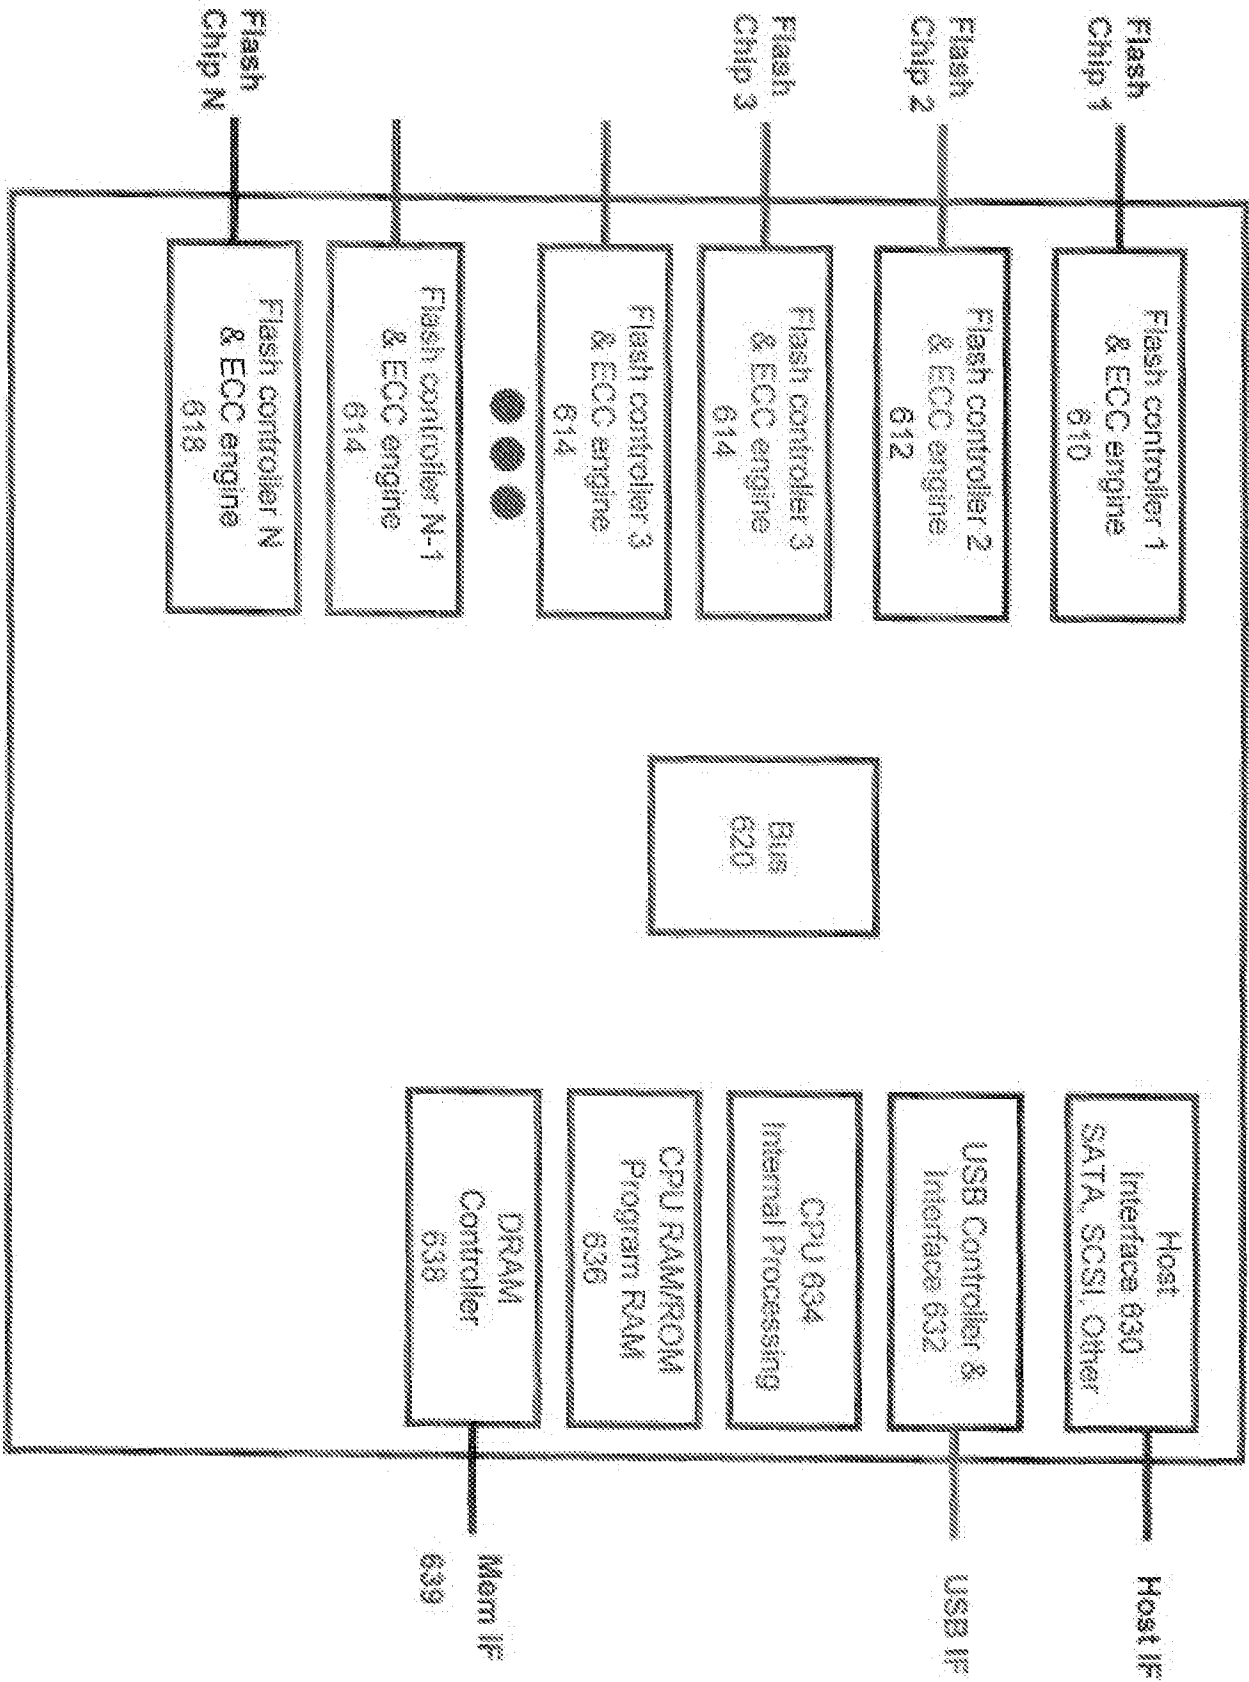 Flash
Chip 1
Flash
Chip 2
Flash
Chip 3
Flash
Chip N
Flash controller 1
& ECC engine
610
Flash controller 2
& ECC engine
612
Flash controller 3
& ECC engine
614
Flash controller 3
& ECC engine
614
Flash controller N-1
& ECC engine
614
Flash controller N
& ECC engine
618
Bus
620
Host
Interface 630
SATA, SCSI, Other
USB Controller &
Interface 632
CPU 634
Internal Processing
CPU RAM/ROM
Program RAM
636
DRAM
Controller
638
Host IF
USB IF
Mem IF
639